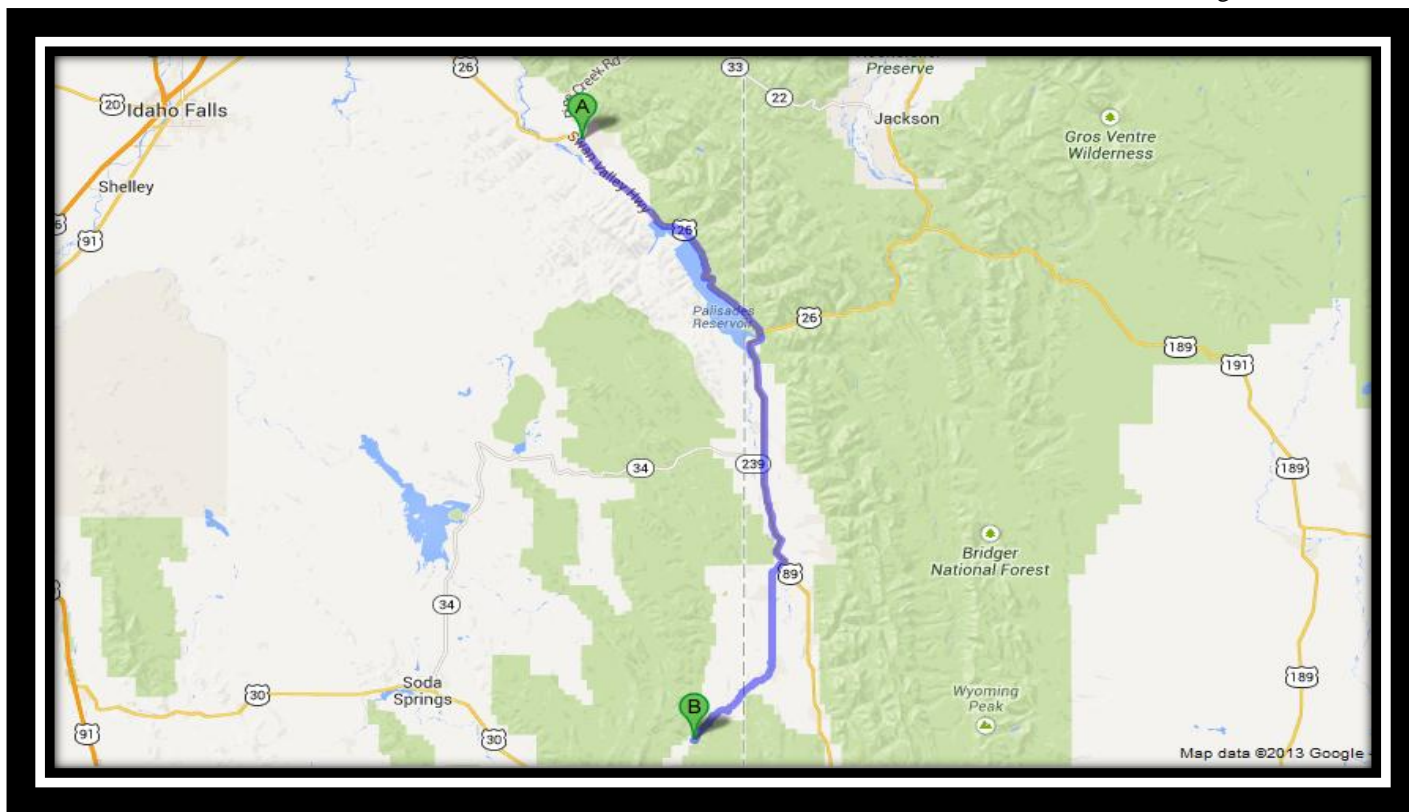 26
33
Preserve
22
20
Idaho Falls
A
Jackson
Gros Ventre
Wilderness
Creek Rd
Swan Valley Hwy
Shelley
91
26
Palisades
Reservoir
26
189
191
34
239
189
Bridger
National Forest
89
34
Soda
Springs
30
Wyoming
Peak
189
B
91
30
Map data ©2013 Google